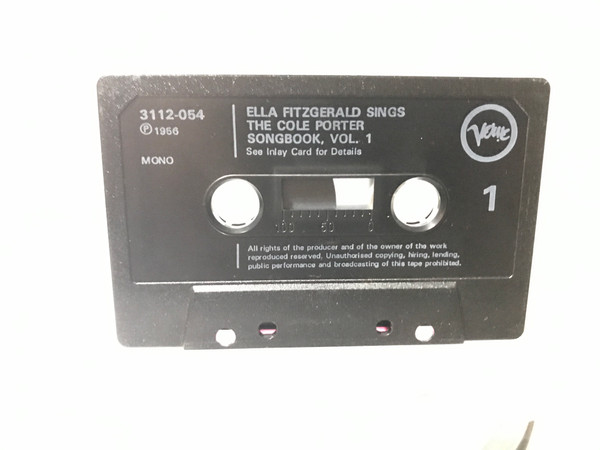 3112-054
Ⓟ 1956
MONO
ELLA FITZGERALD SINGS
THE COLE PORTER
SONGBOOK, VOL. 1
See Inlay Card for Details
Verve
1
100 50 0
All rights of the producer and of the owner of the work
reproduced reserved. Unauthorised copying, hiring, lending,
public performance and broadcasting of this tape prohibited.